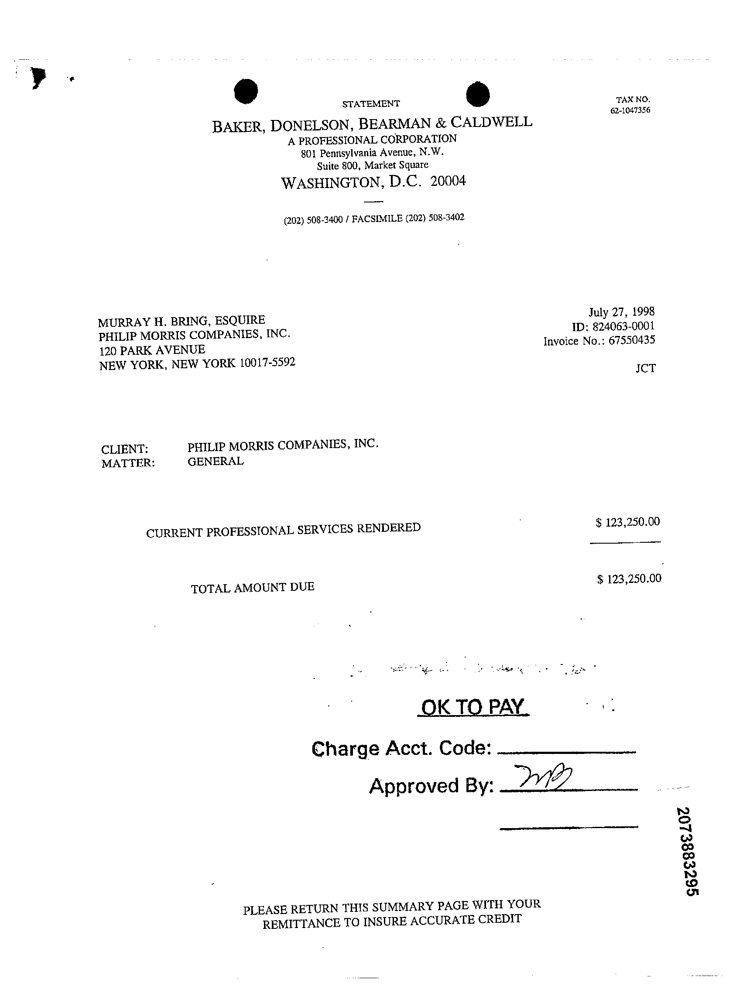 STATEMENT
TAX NO.
62-1047356
BAKER, DONELSON, BEARMAN & CALDWELL
A PROFESSIONAL CORPORATION
801 Pennsylvania Avenue, N.W.
Suite 800, Market Square
WASHINGTON, D.C. 20004
(202) 508-3400 / FACSIMILE (202) 508-3402
July 27, 1998
ID: 824063-0001
Invoice No.: 67550435
JCT
MURRAY H. BRING, ESQUIRE
PHILIP MORRIS COMPANIES, INC.
120 PARK AVENUE
NEW YORK, NEW YORK 10017-5592
CLIENT: PHILIP MORRIS COMPANIES, INC.
MATTER: GENERAL
CURRENT PROFESSIONAL SERVICES RENDERED $ 123,250.00
TOTAL AMOUNT DUE $ 123,250.00
OK TO PAY
Charge Acct. Code:
Approved By:
2073883295
PLEASE RETURN THIS SUMMARY PAGE WITH YOUR
REMITTANCE TO INSURE ACCURATE CREDIT